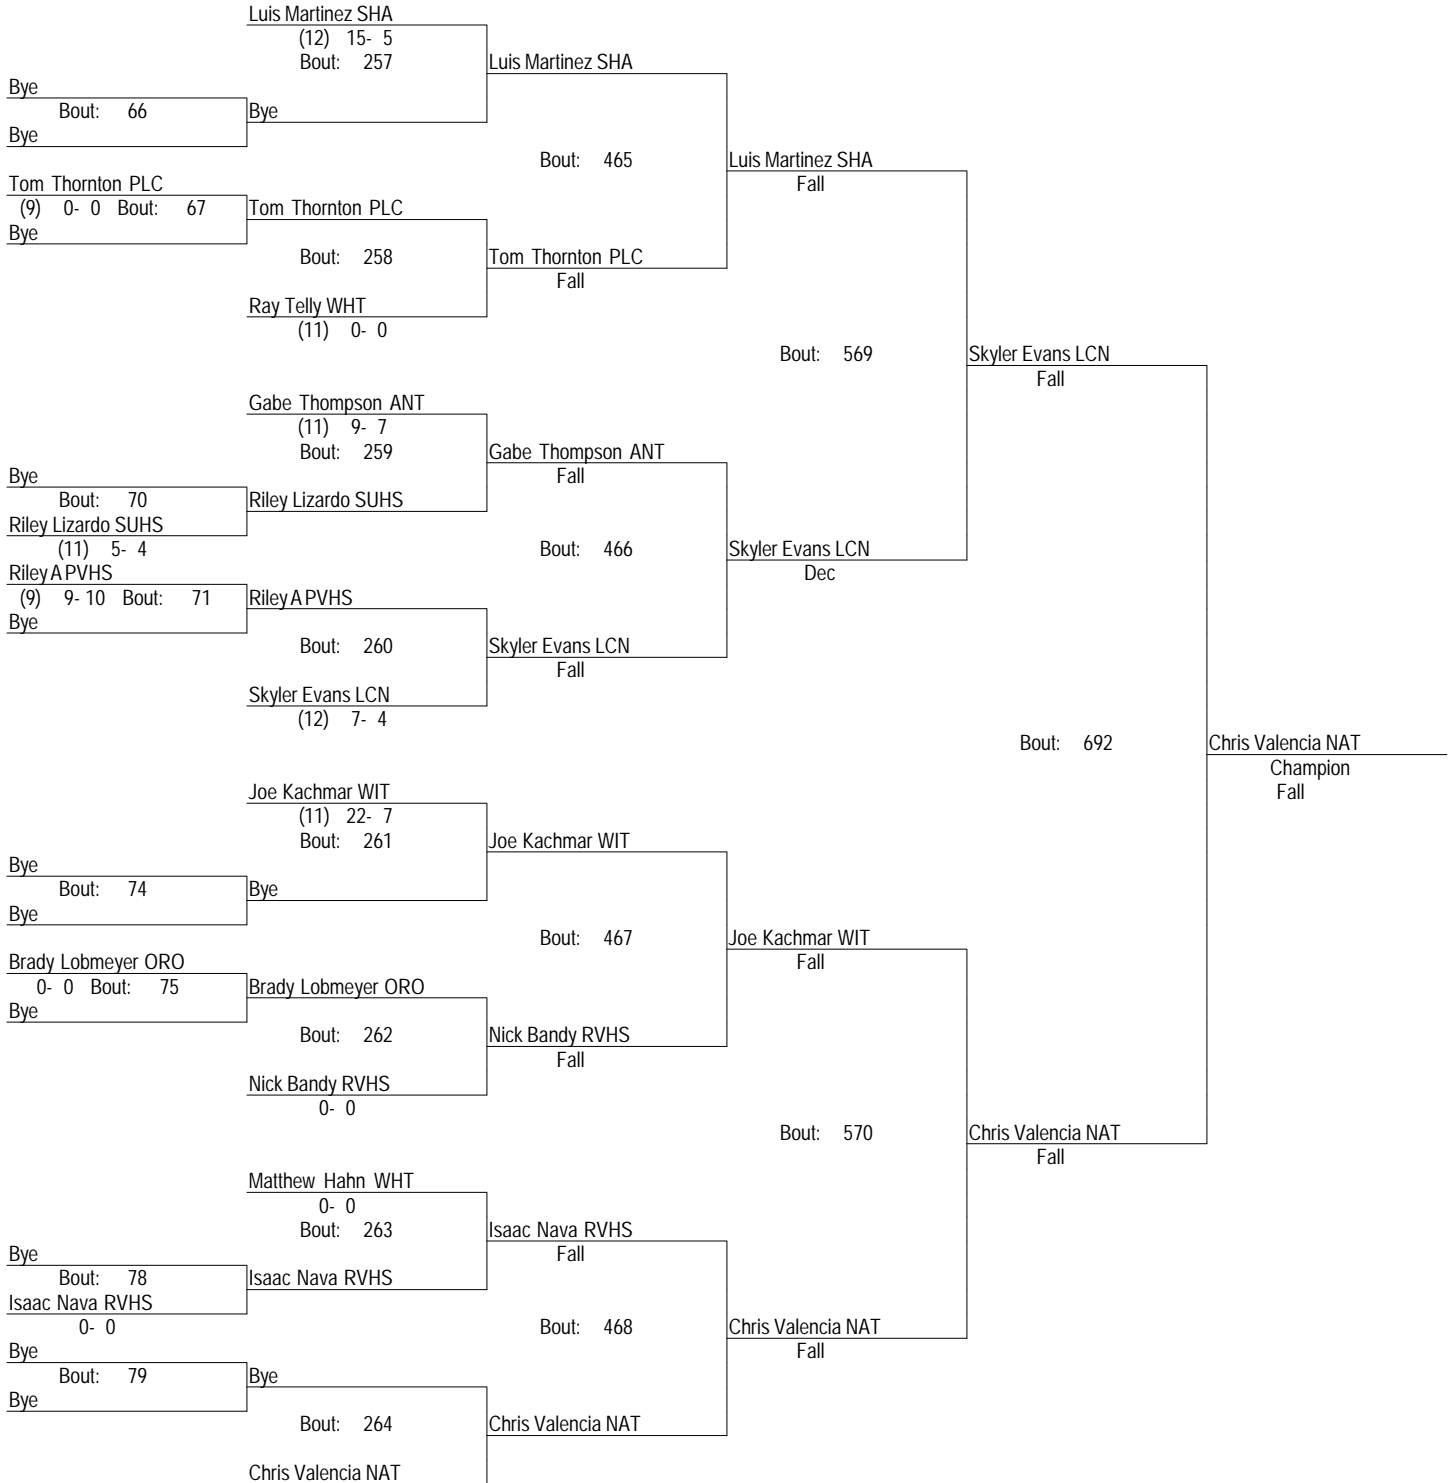 Luis Martinez SHA
(12) 15- 5
Bout: 257
Luis Martinez SHA
Bye
Bout: 66
Bye
Bye
Bout: 465
Luis Martinez SHA
Fall
Tom Thornton PLC
(9) 0- 0 Bout: 67
Tom Thornton PLC
Bye
Bout: 258
Tom Thornton PLC
Fall
Ray Telly WHT
(11) 0- 0
Bout: 569
Skyler Evans LCN
Fall
Gabe Thompson ANT
(11) 9- 7
Bout: 259
Gabe Thompson ANT
Fall
Bye
Bout: 70
Riley Lizardo SUHS
Riley Lizardo SUHS
(11) 5- 4
Bout: 466
Skyler Evans LCN
Dec
Riley A PVHS
(9) 9- 10 Bout: 71
Riley A PVHS
Bye
Bout: 260
Skyler Evans LCN
Fall
Skyler Evans LCN
(12) 7- 4
Bout: 692
Chris Valencia NAT
Champion
Fall
Joe Kachmar WIT
(11) 22- 7
Bout: 261
Joe Kachmar WIT
Bye
Bout: 74
Bye
Bye
Bout: 467
Joe Kachmar WIT
Fall
Brady Lobmeyer ORO
0- 0 Bout: 75
Brady Lobmeyer ORO
Bye
Bout: 262
Nick Bandy RVHS
Fall
Nick Bandy RVHS
0- 0
Bout: 570
Chris Valencia NAT
Fall
Matthew Hahn WHT
0- 0
Bout: 263
Isaac Nava RVHS
Fall
Bye
Bout: 78
Isaac Nava RVHS
Isaac Nava RVHS
0- 0
Bout: 468
Chris Valencia NAT
Fall
Bye
Bout: 79
Bye
Bye
Bout: 264
Chris Valencia NAT
Chris Valencia NAT